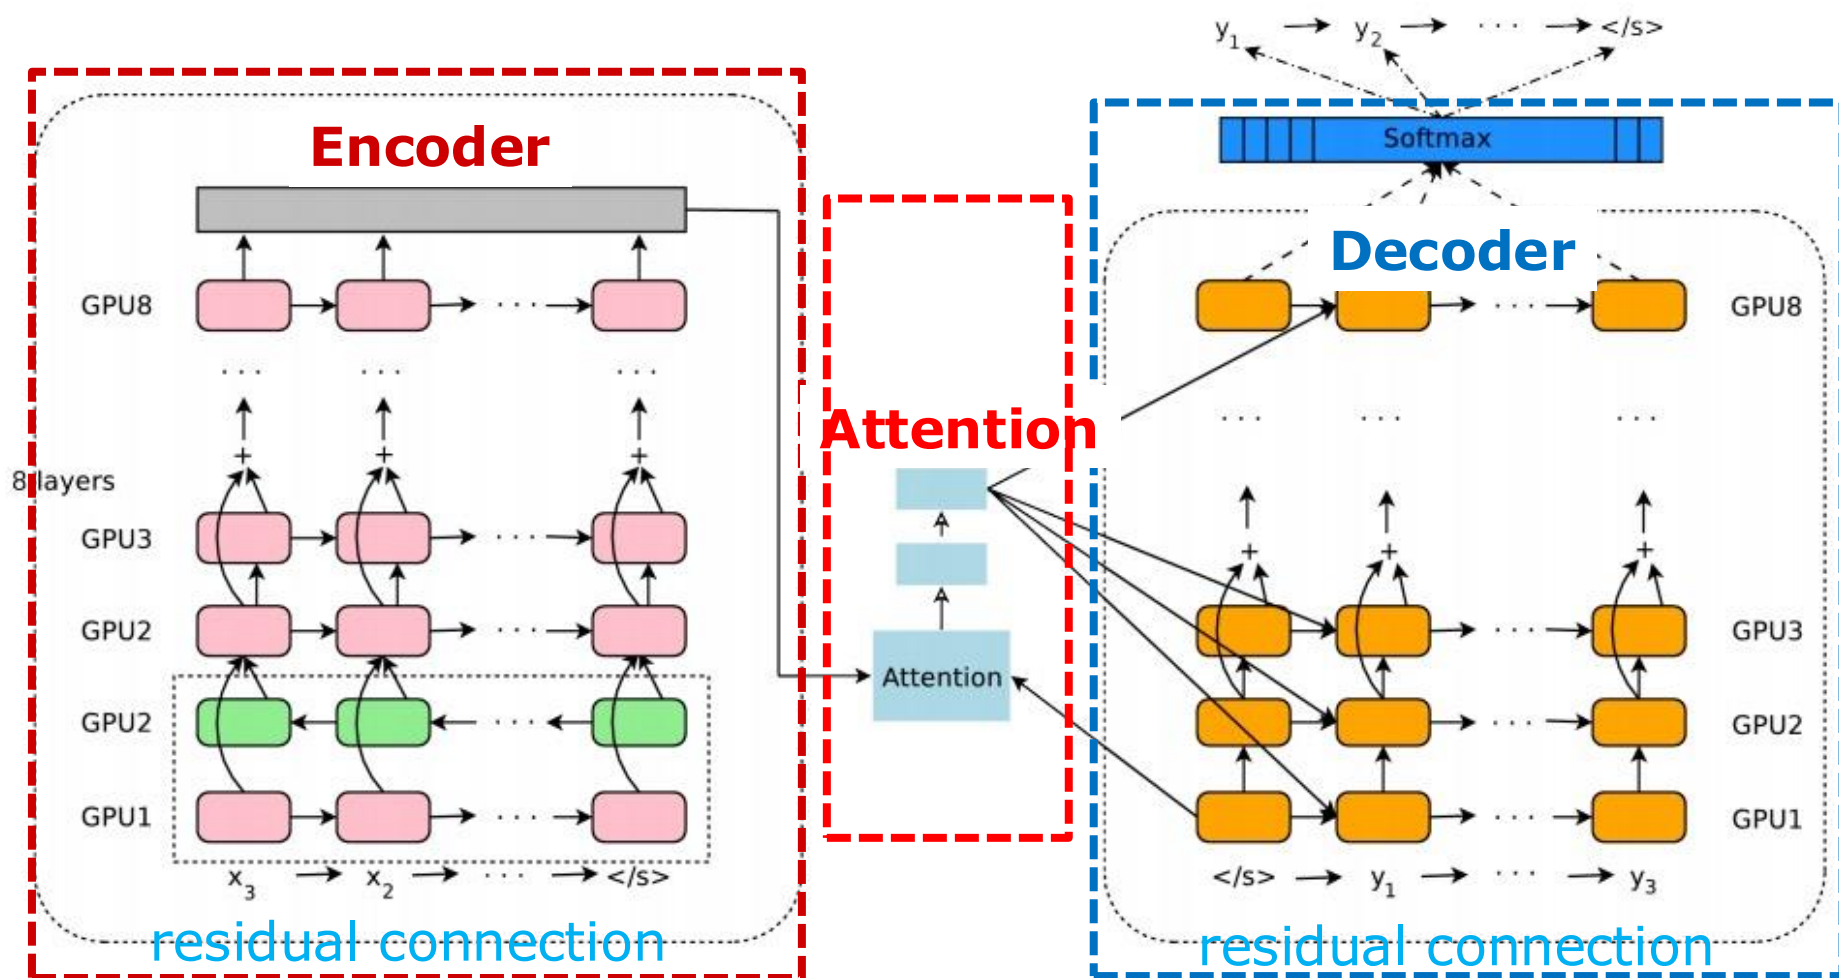 y1 y2 · · · </s>
Encoder
Softmax
Decoder
GPU8 · · · · · · GPU8
· · · · · · · · ·
· · · · · · · · ·
Attention
+ + +
8 layers
GPU3 · · ·
+ + +
GPU2 · · · · · · GPU3
Attention
GPU2 · · · · · · GPU2
GPU1 · · · · · · GPU1
x3 x2 · · · </s>
</s> y1 · · · y3
residual connection
residual connection